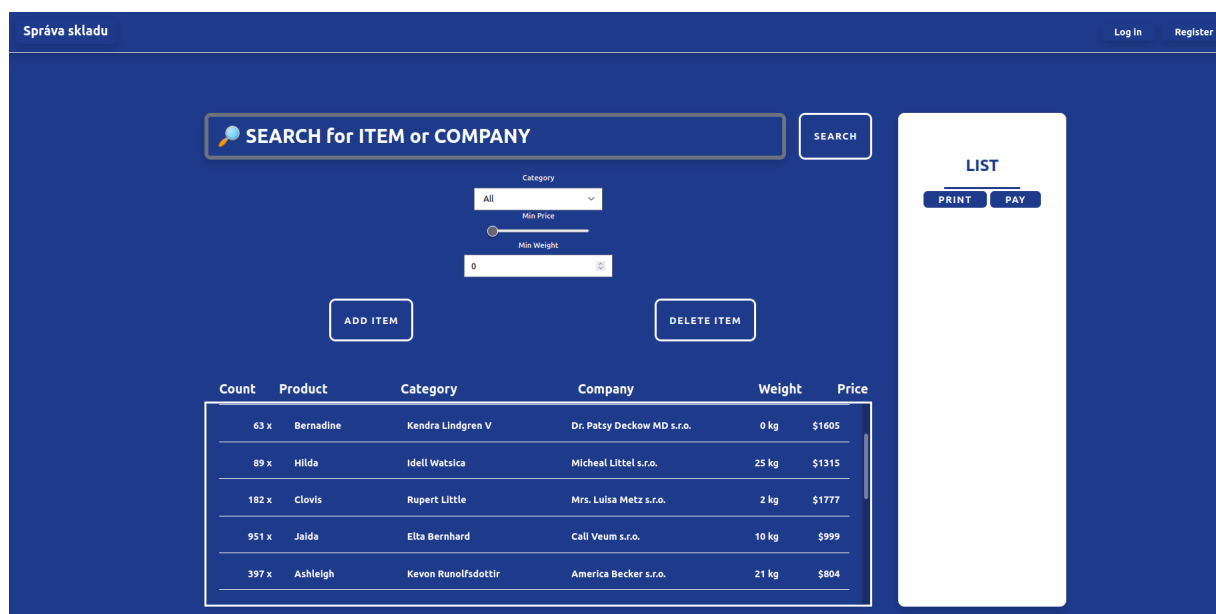 Správa skladu
Log in Register
SEARCH for ITEM or COMPANY
SEARCH
Category
All
Min Price
Min Weight
0
ADD ITEM DELETE ITEM
LIST
PRINT PAY
Count Product Category Company Weight Price
63 x Bernadine Kendra Lindgren V Dr. Patsy Deckow MD s.r.o. 0 kg $1605
89 x Hilda Idell Watsica Micheal Littel s.r.o. 25 kg $1315
182 x Clovis Rupert Little Mrs. Luisa Metz s.r.o. 2 kg $1777
951 x Jaida Elta Bernhard Cali Veum s.r.o. 10 kg $999
397 x Ashleigh Kevon Runolfsdottir America Becker s.r.o. 21 kg $804